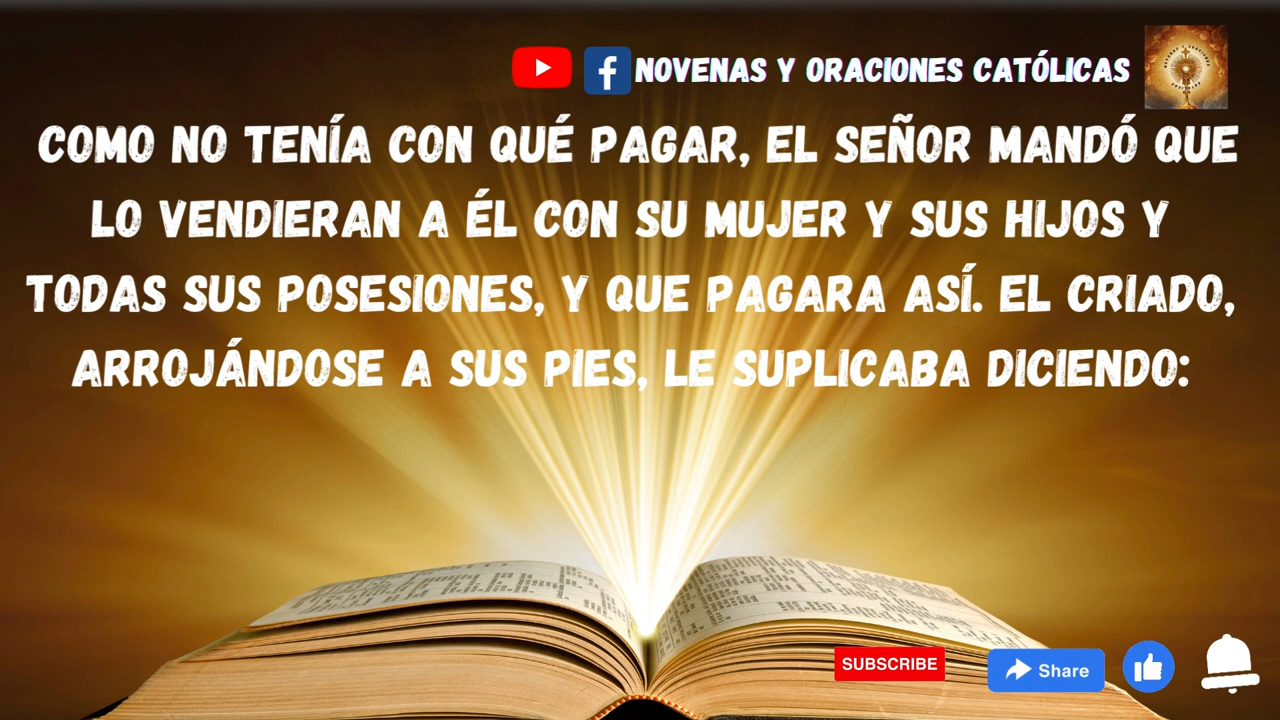 NOVENAS Y ORACIONES CATÓLICAS
COMO NO TENÍA CON QUÉ PAGAR, EL SEÑOR MANDÓ QUE
LO VENDIERAN A ÉL CON SU MUJER Y SUS HIJOS Y
TODAS SUS POSESIONES, Y QUE PAGARA ASÍ. EL CRIADO,
ARROJÁNDOSE A SUS PIES, LE SUPLICABA DICIENDO:
SUBSCRIBE
Share